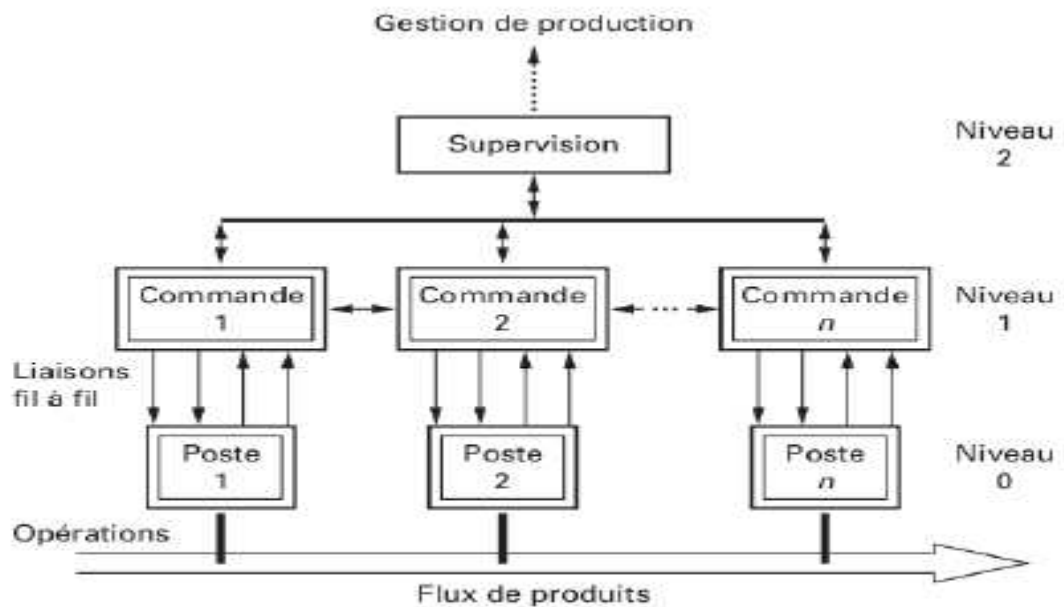 Gestion de production
Supervision
Niveau
2
Commande
1
Commande
2
Commande
n
Niveau
1
Liaisons
fil à fil
Poste
1
Poste
2
Poste
n
Niveau
0
Opérations
Flux de produits